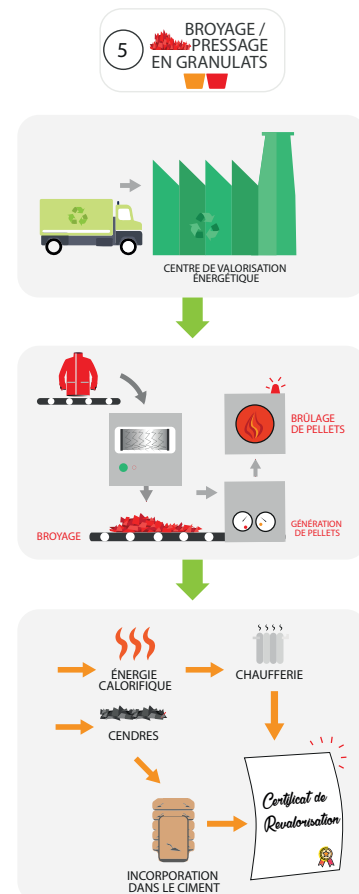 5
BROYAGE /
PRESSAGE
EN GRANULATS
CENTRE DE VALORISATION
ÉNERGÉTIQUE
BRÛLAGE
DE PELLETS
BROYAGE
GÉNÉRATION
DE PELLETS
ÉNERGIE
CALORIFIQUE
CHAUFFERIE
CENDRES
Certificat de
Revalorisation
INCORPORATION
DANS LE CIMENT